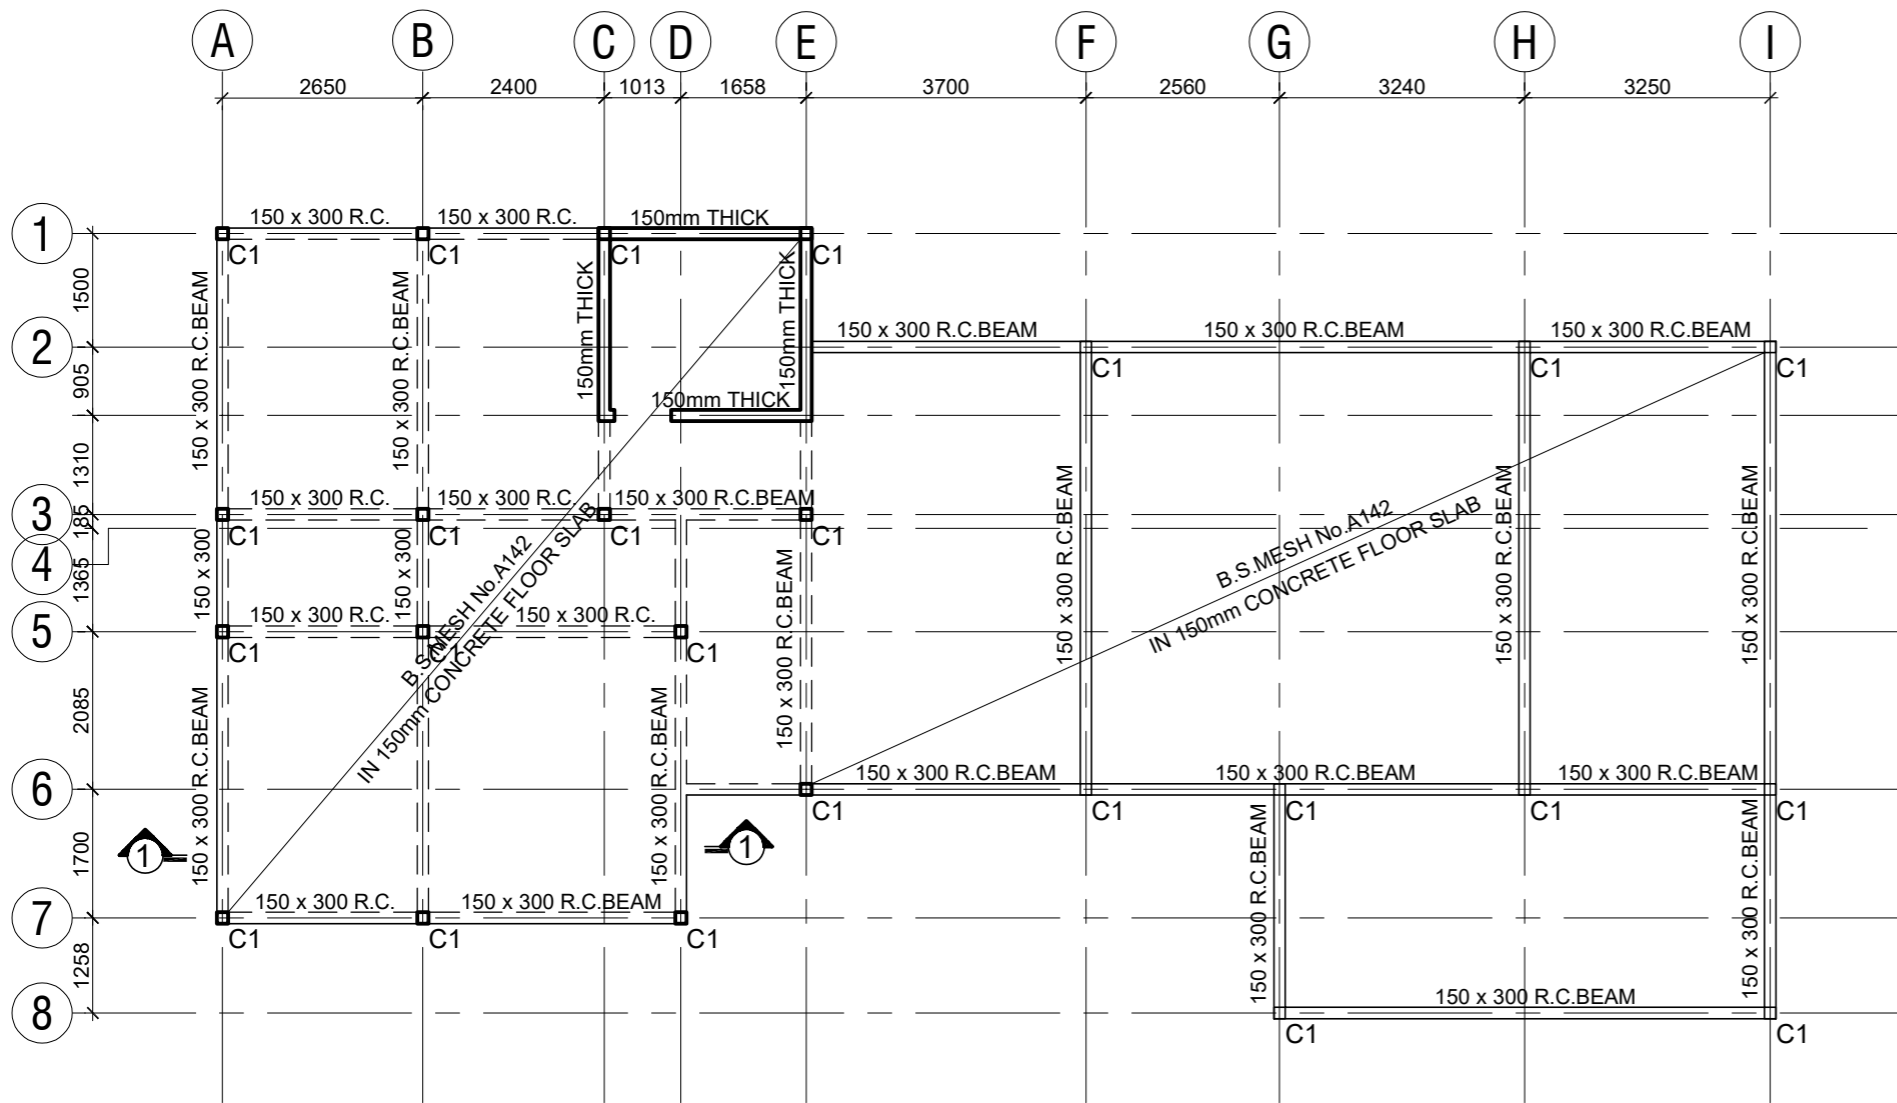 A B C D E F G H I
2650 2400 1013 1658 3700 2560 3240 3250
150 x 300 R.C. 150 x 300 R.C. 150mm THICK
1
C1 C1 C1 C1
1500
150 x 300 R.C.BEAM
150 x 300 R.C.BEAM
150mm THICK
150mm THICK
150 x 300 R.C.BEAM 150 x 300 R.C.BEAM 150 x 300 R.C.BEAM
2
C1 C1 C1
905
150mm THICK
1310
150 x 300 R.C. 150 x 300 R.C. 150 x 300 R.C.BEAM
3
185
C1 C1 C1 C1
4
1365
150 x 300
150 x 300
B.S.MESH No.A142
IN 150mm CONCRETE FLOOR SLAB
150 x 300 R.C.BEAM
150 x 300 R.C.BEAM
B.S.MESH No.A142
IN 150mm CONCRETE FLOOR SLAB
150 x 300 R.C.BEAM
150 x 300 R.C.BEAM
150 x 300 R.C. 150 x 300 R.C.
5
C1 C1 C1
2085
150 x 300 R.C.BEAM
150 x 300 R.C.BEAM
150 x 300 R.C.BEAM 150 x 300 R.C.BEAM 150 x 300 R.C.BEAM
6
C1 C1 C1 C1 C1
1700
1 1
150 x 300 R.C.BEAM
150 x 300 R.C.BEAM
150 x 300 R.C. 150 x 300 R.C.BEAM
7
C1 C1 C1
1258
150 x 300 R.C.BEAM
8
C1 C1